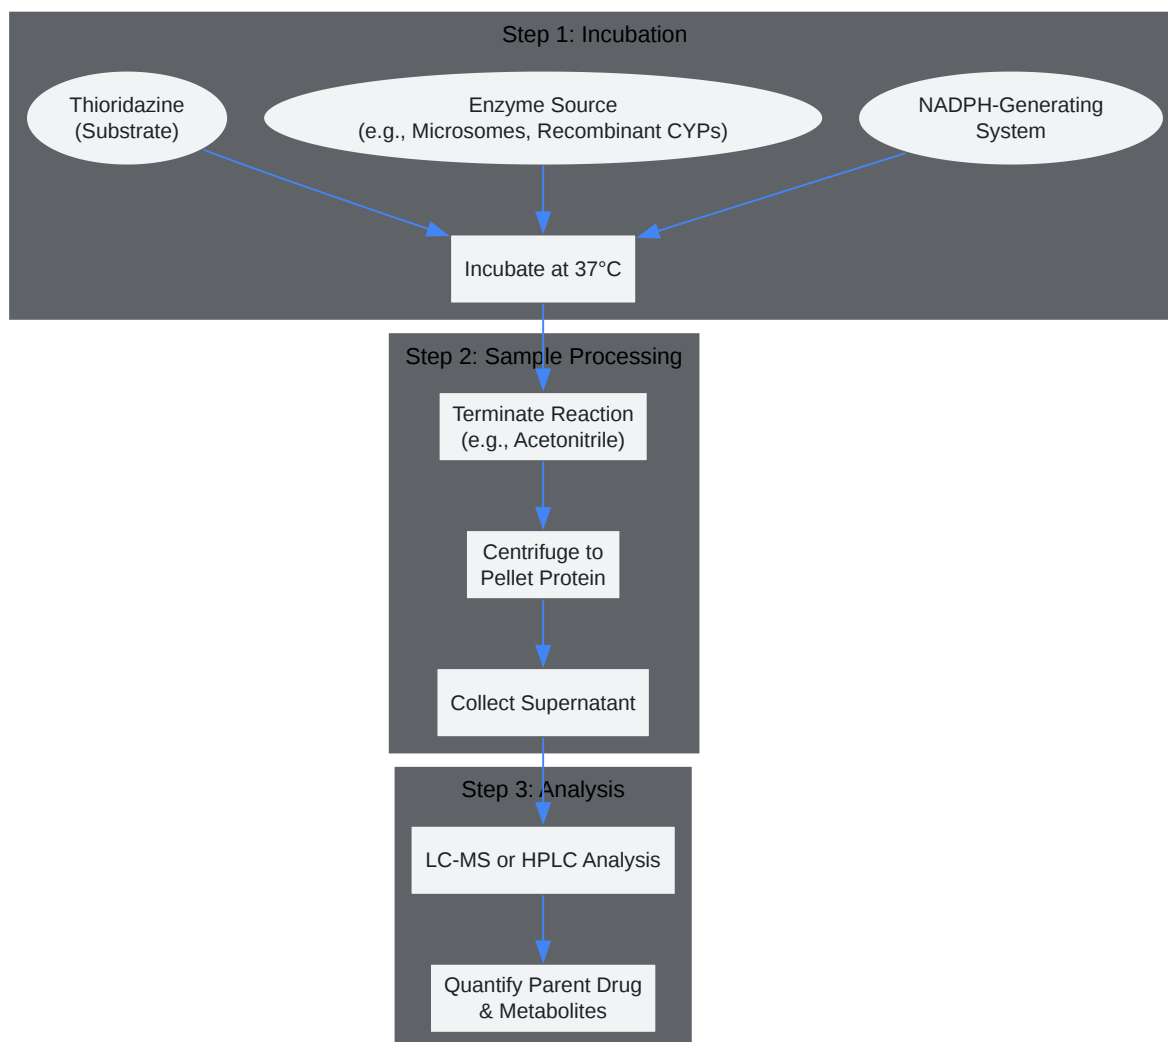 Step 1: Incubation
Thioridazine
(Substrate)
Enzyme Source
(e.g., Microsomes, Recombinant CYPs)
NADPH-Generating
System
Incubate at 37°C
Step 2: Sample Processing
Terminate Reaction
(e.g., Acetonitrile)
Centrifuge to
Pellet Protein
Collect Supernatant
Step 3: Analysis
LC-MS or HPLC Analysis
Quantify Parent Drug
& Metabolites